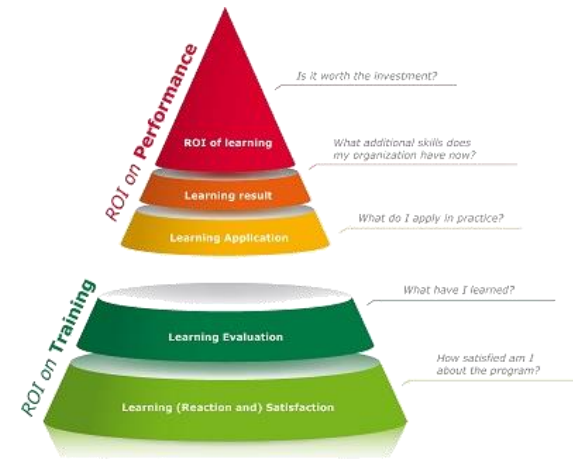 ROI on Performance
Is it worth the investment?
ROI of learning
What additional skills does
my organization have now?
Learning result
What do I apply in practice?
Learning Application
ROI on Training
What have I learned?
Learning Evaluation
How satisfied am I
about the program?
Learning (Reaction and) Satisfaction